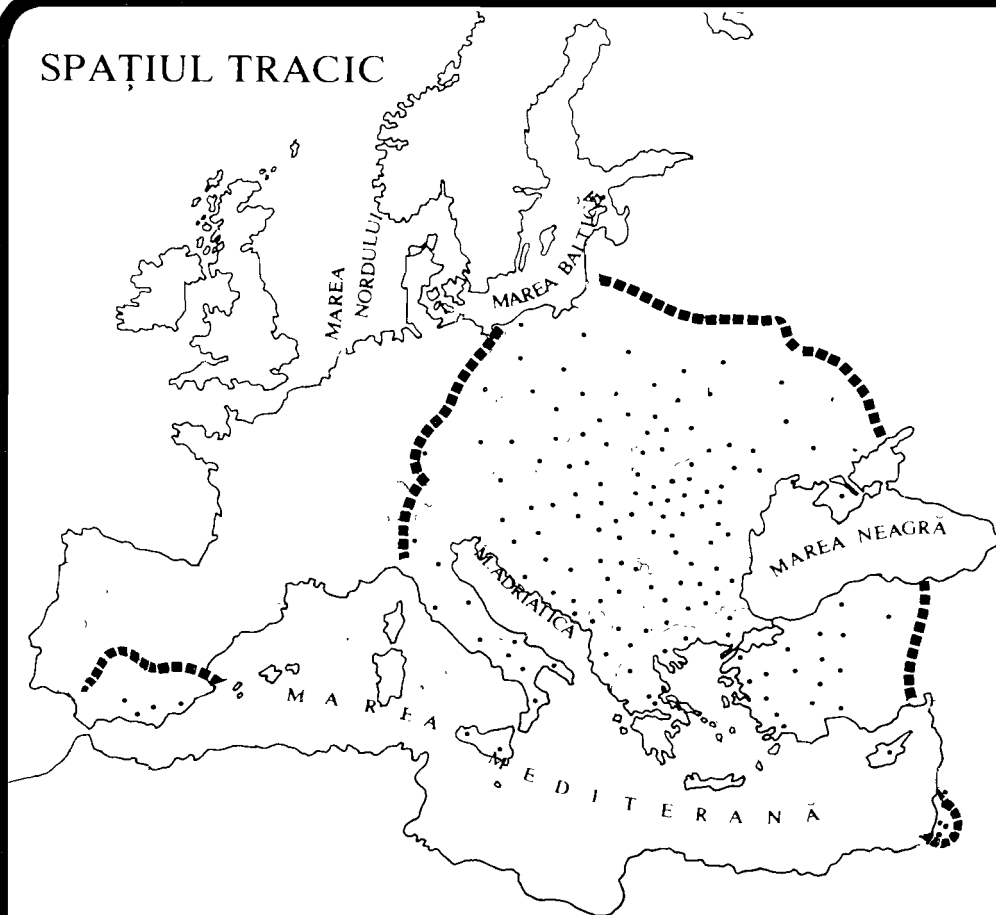 SPAȚIUL TRACIC
MAREA
NORDULUI
MAREA BALTICĂ
MAREA NEAGRĂ
M. ADRIATICA
MAREA MEDITERANĂ